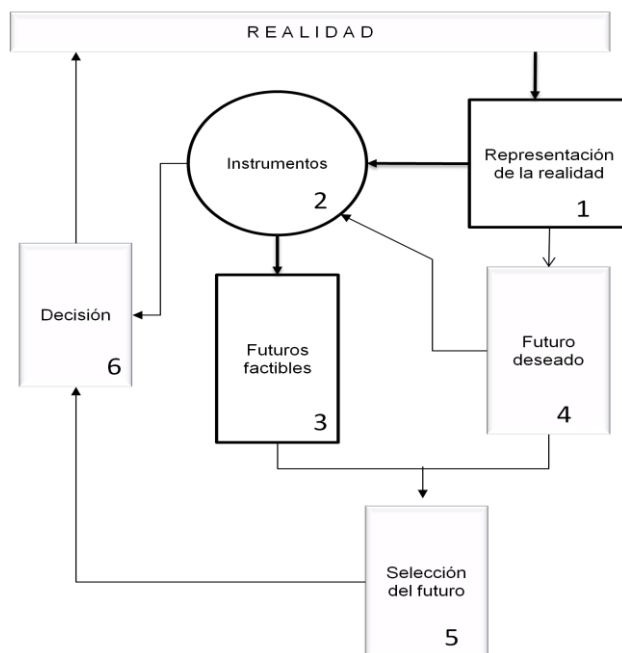 REALIDAD
Representación
de la realidad
1
Instrumentos
2
Futuros
factibles
3
Futuro
deseado
4
Selección
del futuro
5
Decisión
6